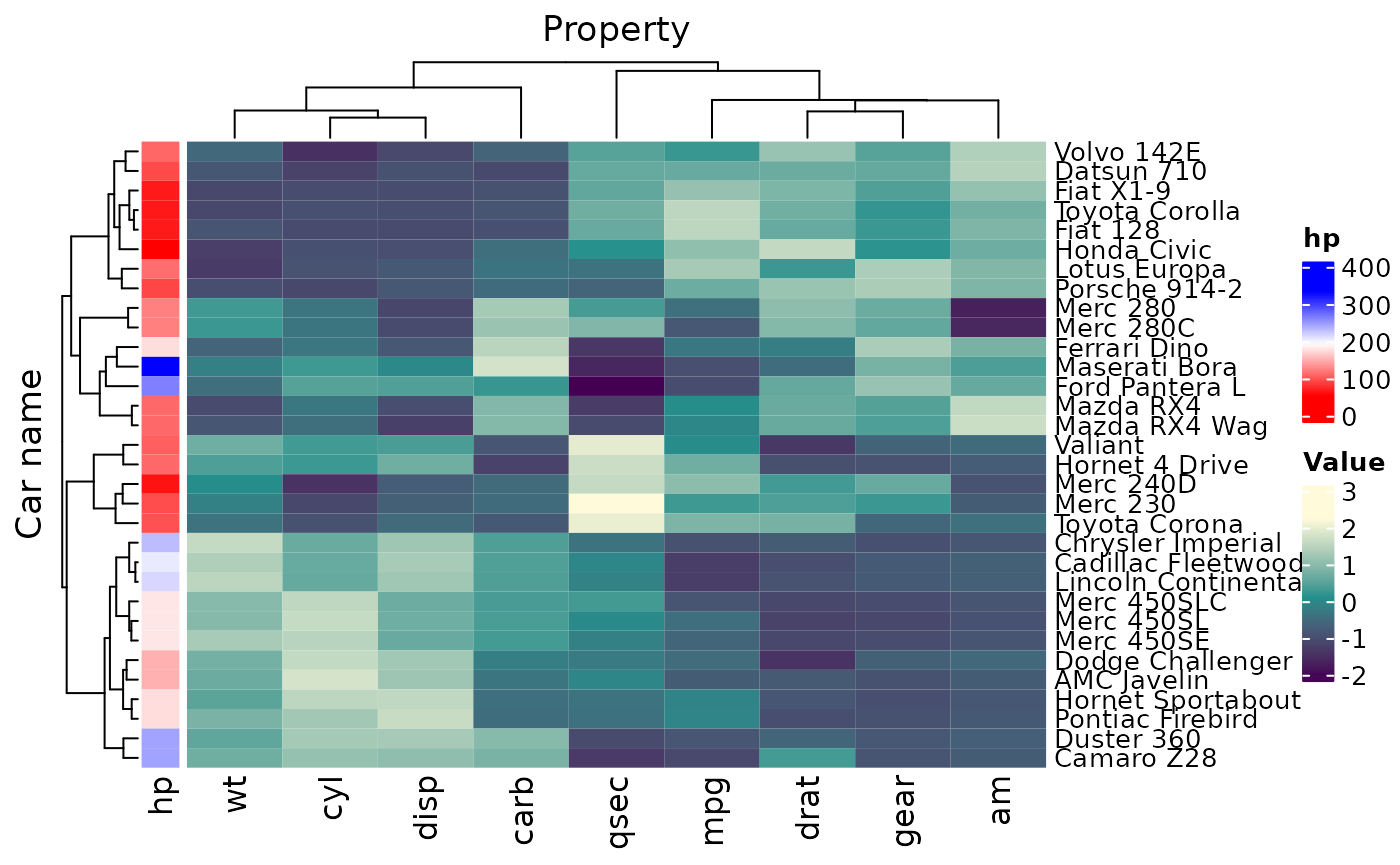 Property
Car name
Volvo 142E
Datsun 710
Fiat X1-9
Toyota Corolla
Fiat 128
Honda Civic
Lotus Europa
Porsche 914-2
Merc 280
Merc 280C
Ferrari Dino
Maserati Bora
Ford Pantera L
Mazda RX4
Mazda RX4 Wag
Valiant
Hornet 4 Drive
Merc 240D
Merc 230
Toyota Corona
Chrysler Imperial
Cadillac Fleetwood
Lincoln Continenta
Merc 450SLC
Merc 450SL
Merc 450SE
Dodge Challenger
AMC Javelin
Hornet Sportabout
Pontiac Firebird
Duster 360
Camaro Z28
hp wt cyl disp carb qsec mpg drat gear am
hp
400
300
200
100
0
Value
3
2
1
0
-1
-2